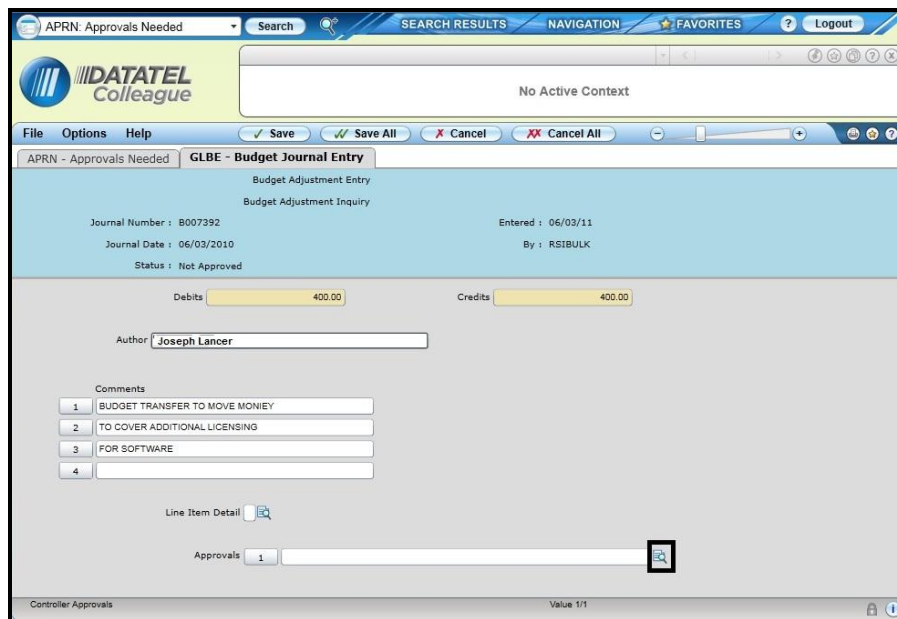 APRN: Approvals Needed Search SEARCH RESULTS NAVIGATION FAVORITES ? Logout
DATATEL
Colleague
No Active Context
File Options Help Save Save All Cancel Cancel All
APRN - Approvals Needed GLBE - Budget Journal Entry
Budget Adjustment Entry
Budget Adjustment Inquiry
Journal Number : B007392 Entered : 06/03/11
Journal Date : 06/03/2010 By : RSIBULK
Status : Not Approved
Debits 400.00 Credits 400.00
Author Joseph Lancer
Comments
1 BUDGET TRANSFER TO MOVE MONIEY
2 TO COVER ADDITIONAL LICENSING
3 FOR SOFTWARE
4
Line Item Detail
Approvals 1
Controller Approvals Value 1/1